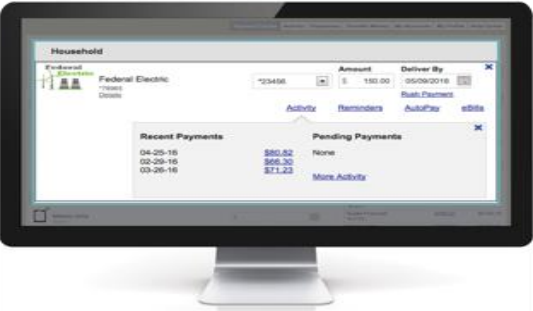 Household
Amount
Deliver By
Federal
Electric
Federal Electric
*23456
$ 150.00
05/09/2016
Details
Rush Payment
Activity
Reminders
AutoPay
eBills
Recent Payments
Pending Payments
04-25-16
$80.82
None
02-29-16
$66.30
03-26-16
$71.23
More Activity